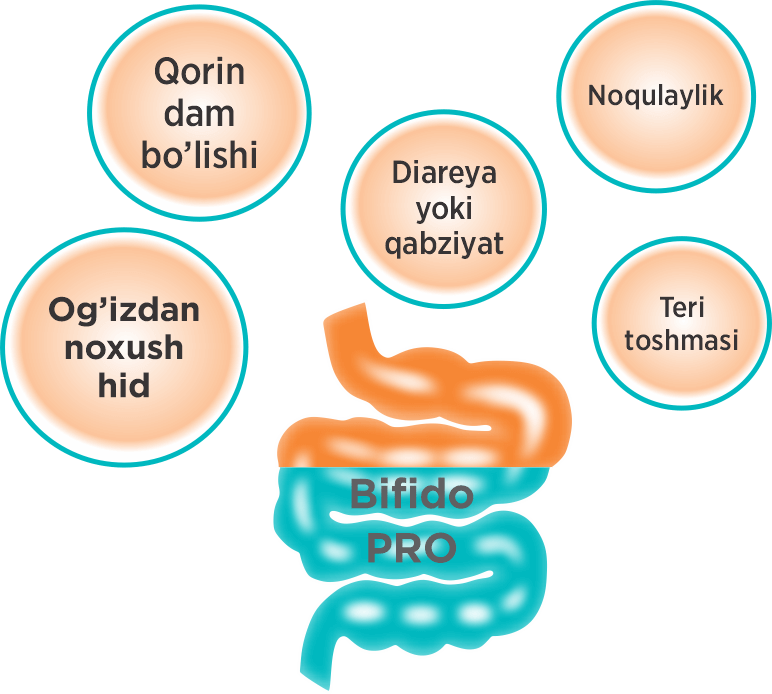 Qorin
dam
bo’lishi
Noqulaylik
Diareya
yoki
qabziyat
Og’izdan
noxush
hid
Teri
toshmasi
Bifido
PRO